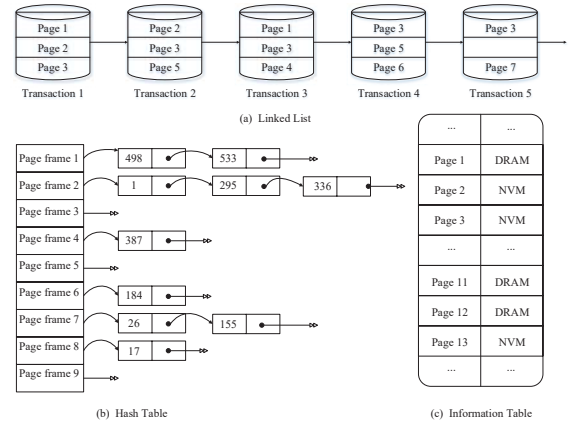 Page 1 Page 2 Page 1 Page 3 Page 3
Page 2 Page 3 Page 3 Page 5
Page 3 Page 5 Page 4 Page 6 Page 7
Transaction 1 Transaction 2 Transaction 3 Transaction 4 Transaction 5
(a) Linked List
Page frame 1 498 533
Page frame 2 1 295 336
Page frame 3
Page frame 4 387
Page frame 5
Page frame 6 184
Page frame 7 26 155
Page frame 8 17
Page frame 9
(b) Hash Table
... ...
Page 1 DRAM
Page 2 NVM
Page 3 NVM
... ...
Page 11 DRAM
Page 12 DRAM
Page 13 NVM
... ...
(c) Information Table